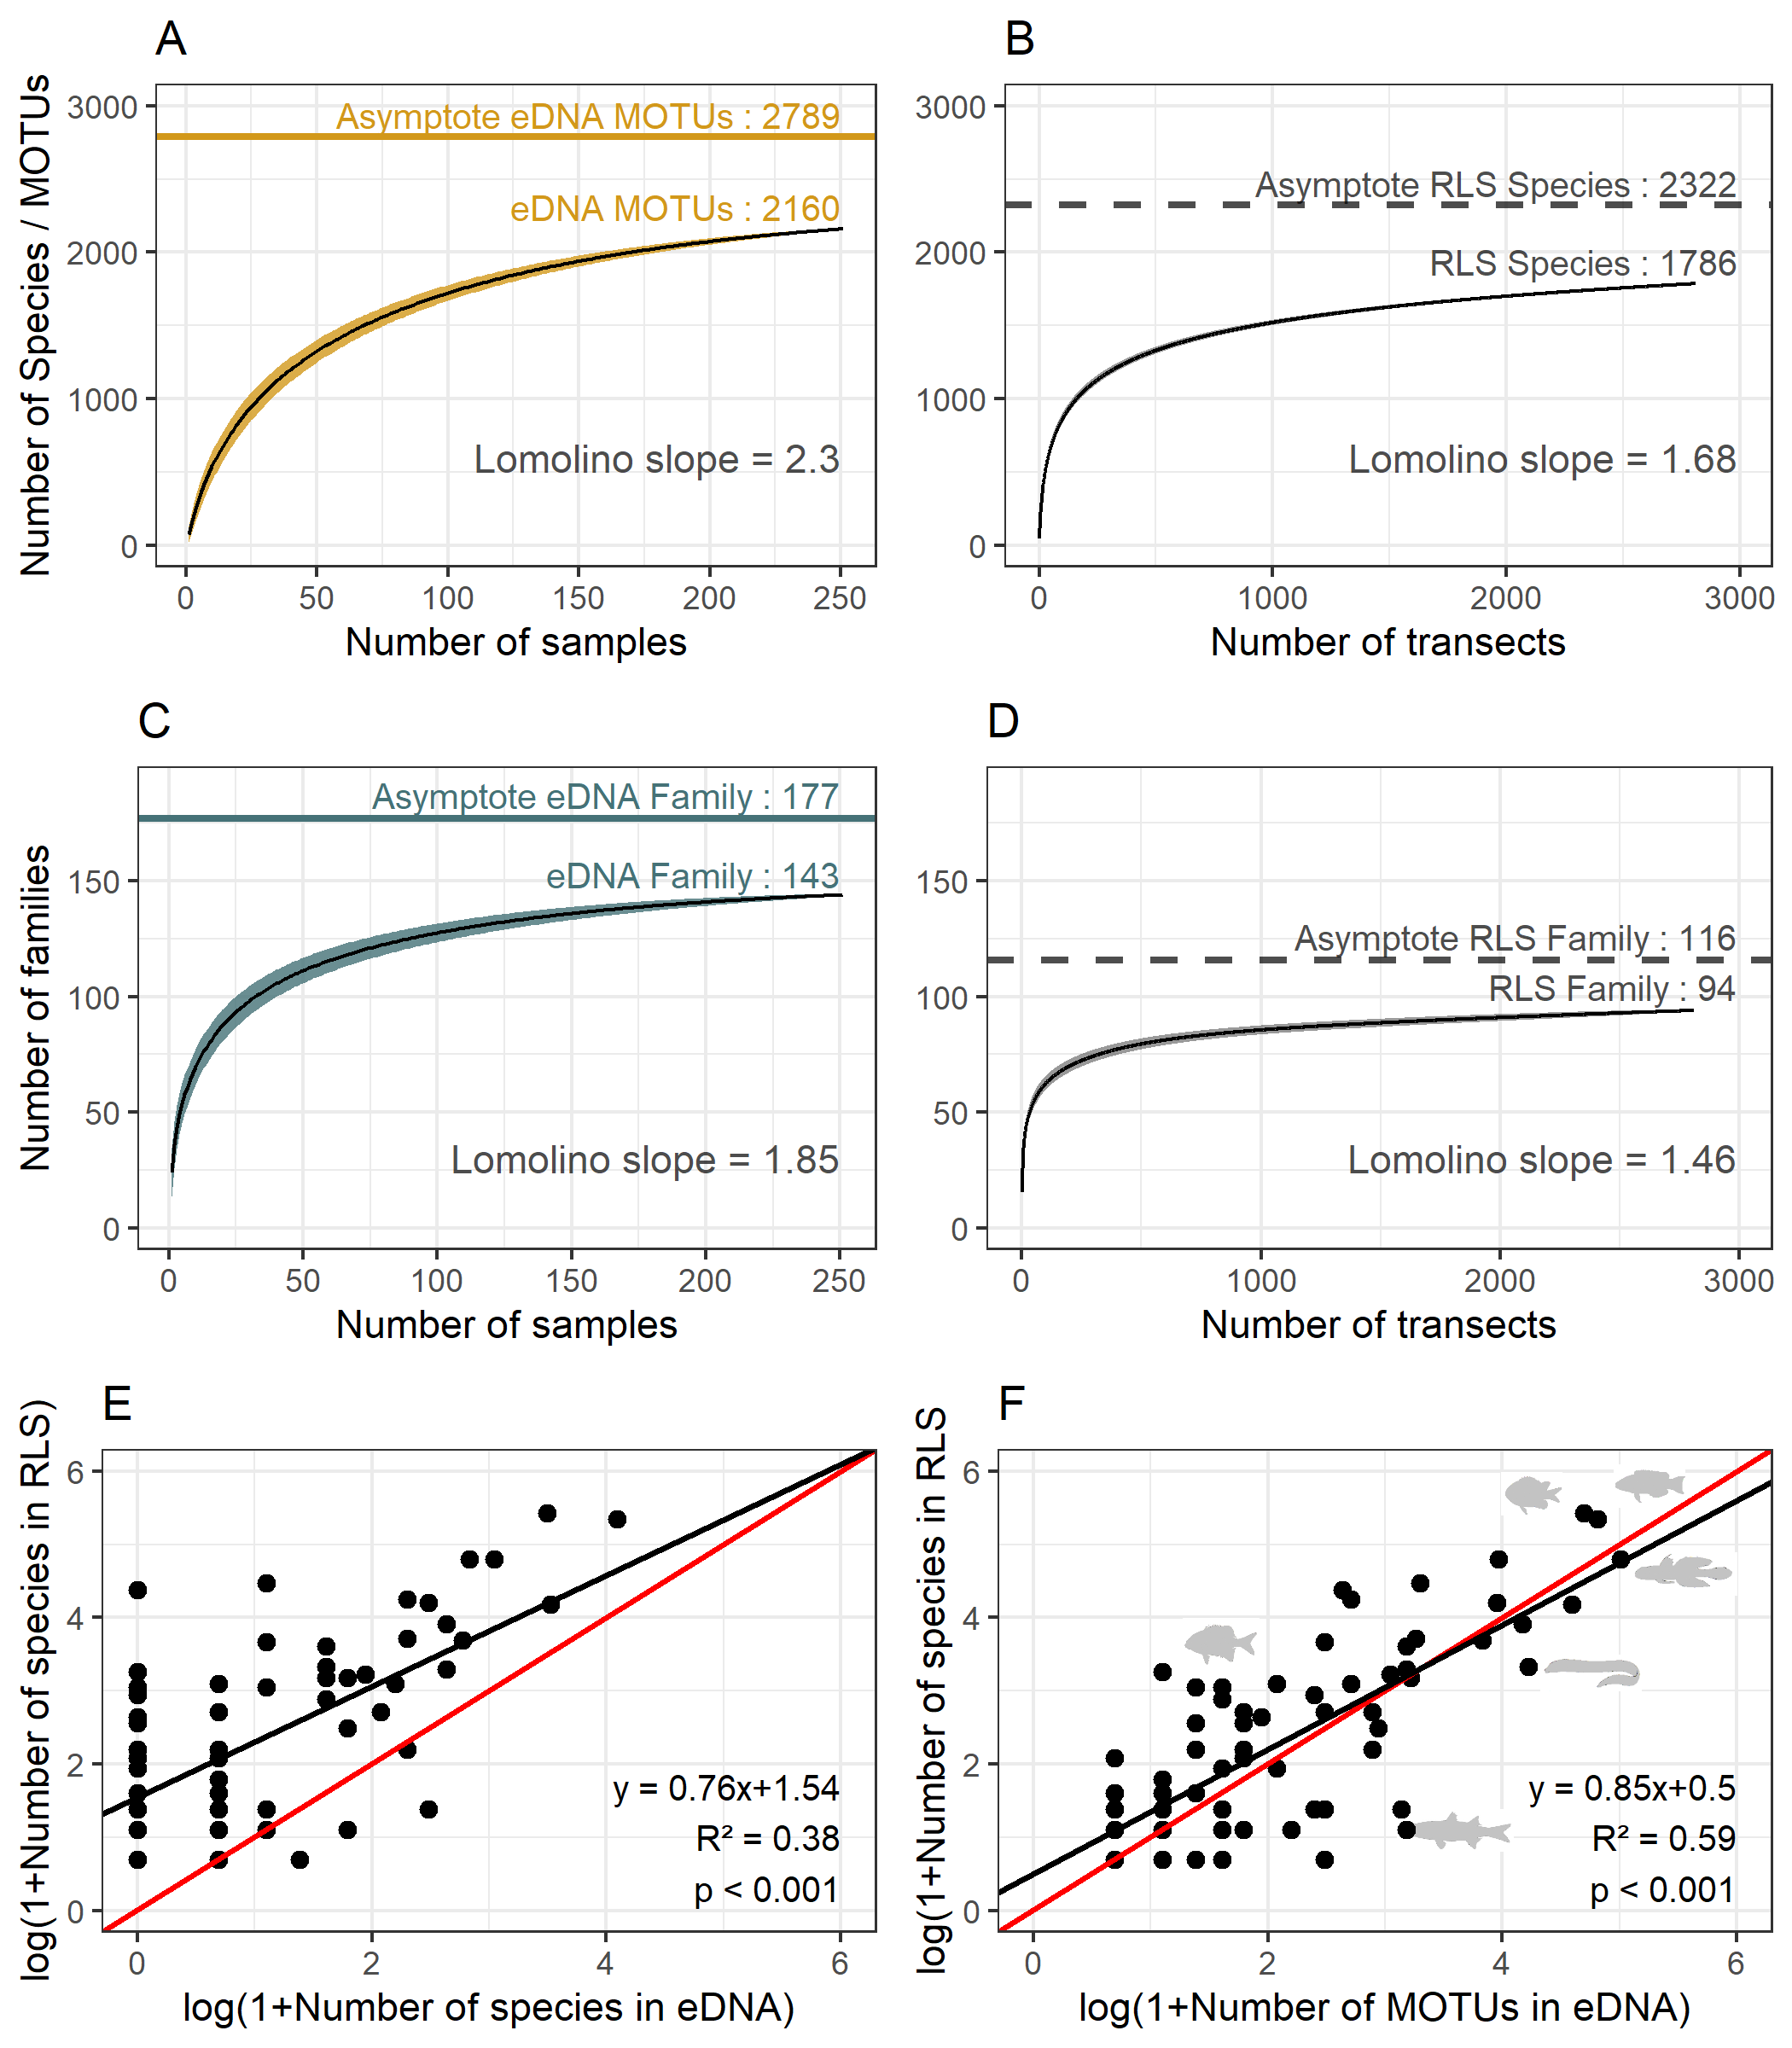 A
Number of Species / MOTUs
3000
2000
1000
0
Asymptote eDNA MOTUs : 2789
eDNA MOTUs : 2160
Lomolino slope = 2.3
0 50 100 150 200 250
Number of samples
B
3000
2000
1000
0
Asymptote RLS Species : 2322
RLS Species : 1786
Lomolino slope = 1.68
0 1000 2000 3000
Number of transects
C
Number of families
150
100
50
0
Asymptote eDNA Family : 177
eDNA Family : 143
Lomolino slope = 1.85
0 50 100 150 200 250
Number of samples
D
150
100
50
0
Asymptote RLS Family : 116
RLS Family : 94
Lomolino slope = 1.46
0 1000 2000 3000
Number of transects
E
log(1+Number of species in RLS)
6
4
2
0
y = 0.76x+1.54
R² = 0.38
p < 0.001
0 2 4 6
log(1+Number of species in eDNA)
F
log(1+Number of species in RLS
6
4
2
0
y = 0.85x+0.5
R² = 0.59
p < 0.001
0 2 4 6
log(1+Number of MOTUs in eDNA)